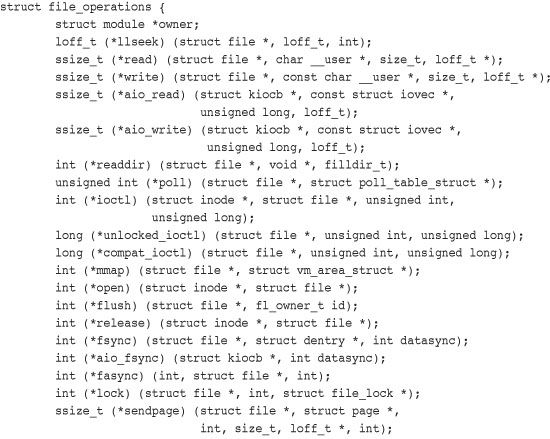 struct file_operations {
struct module *owner;
loff_t (*llseek) (struct file *, loff_t, int);
ssize_t (*read) (struct file *, char __user *, size_t, loff_t *);
ssize_t (*write) (struct file *, const char __user *, size_t, loff_t *);
ssize_t (*aio_read) (struct kiocb *, const struct iovec *,
unsigned long, loff_t);
ssize_t (*aio_write) (struct kiocb *, const struct iovec *,
unsigned long, loff_t);
int (*readdir) (struct file *, void *, filldir_t);
unsigned int (*poll) (struct file *, struct poll_table_struct *);
int (*ioctl) (struct inode *, struct file *, unsigned int,
unsigned long);
long (*unlocked_ioctl) (struct file *, unsigned int, unsigned long);
long (*compat_ioctl) (struct file *, unsigned int, unsigned long);
int (*mmap) (struct file *, struct vm_area_struct *);
int (*open) (struct inode *, struct file *);
int (*flush) (struct file *, fl_owner_t id);
int (*release) (struct inode *, struct file *);
int (*fsync) (struct file *, struct dentry *, int datasync);
int (*aio_fsync) (struct kiocb *, int datasync);
int (*fasync) (int, struct file *, int);
int (*lock) (struct file *, int, struct file_lock *);
ssize_t (*sendpage) (struct file *, struct page *,
int, size_t, loff_t *, int);